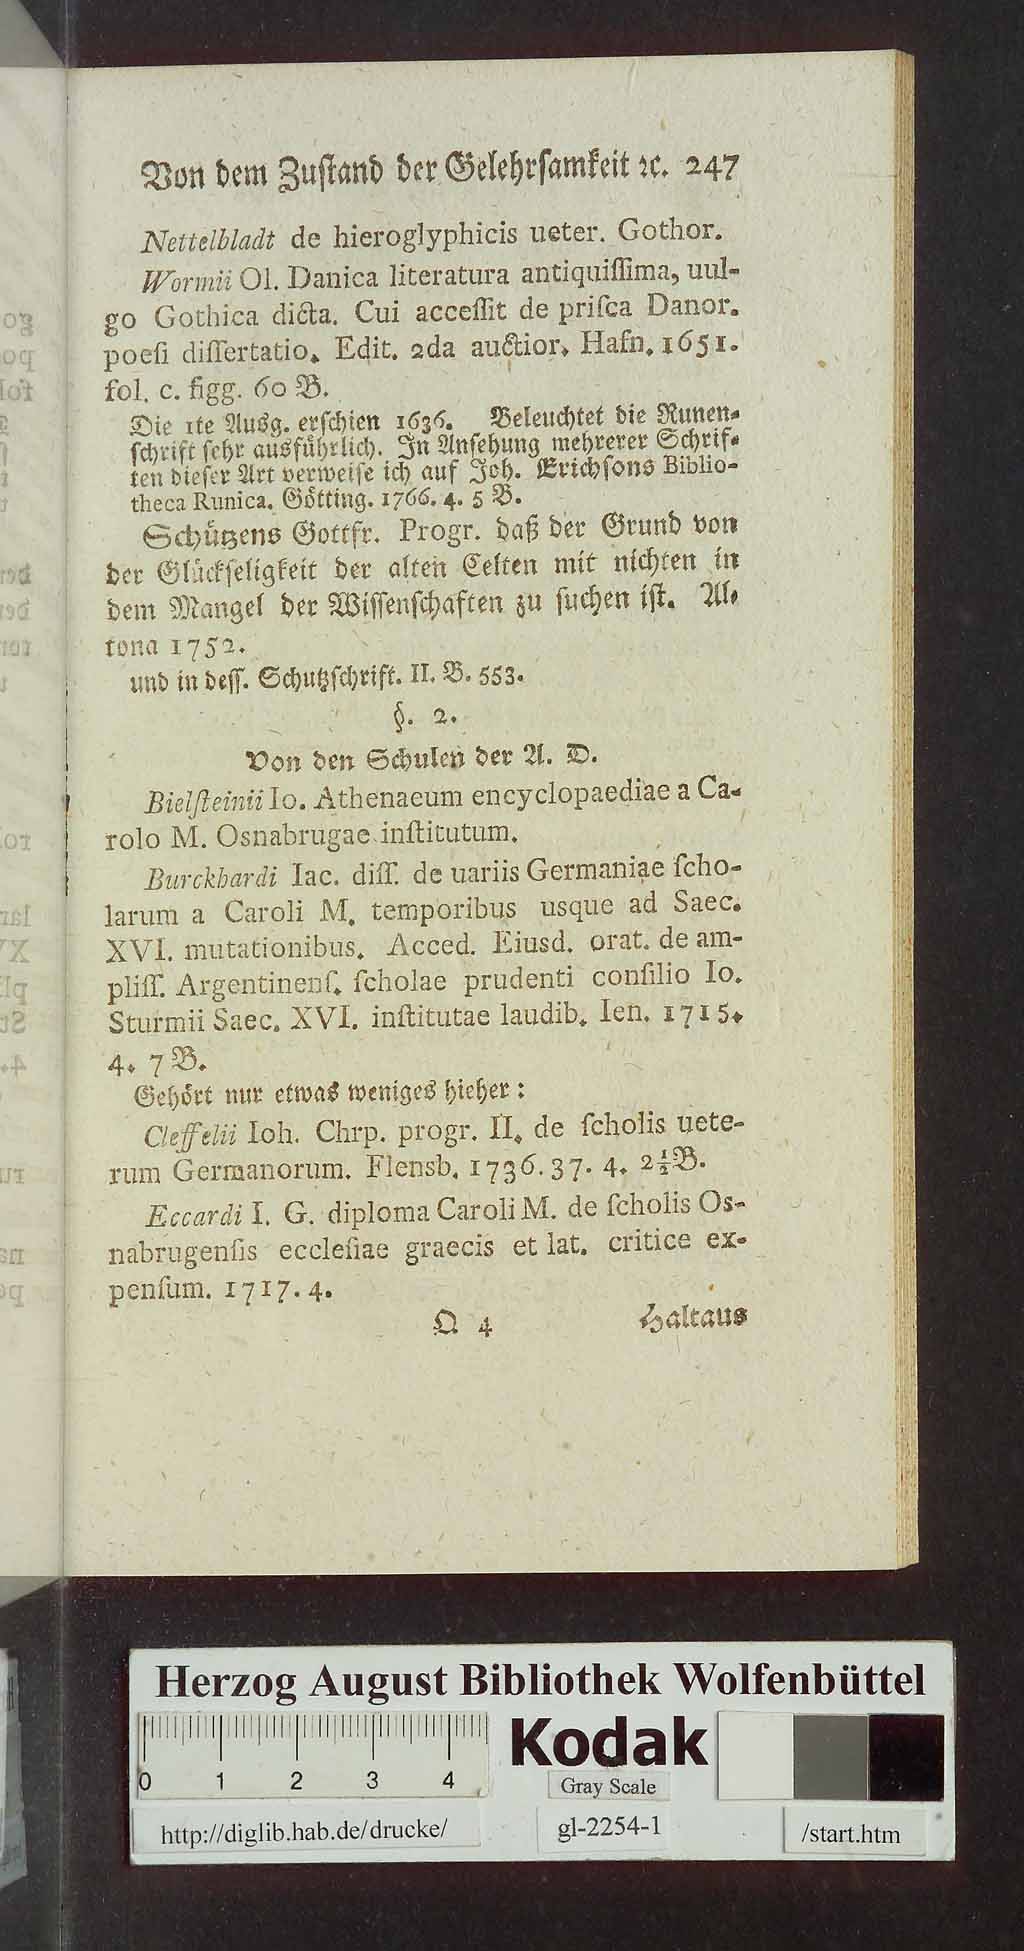 Von dem Zuſtand der Gelehrſamkeit ꝛc. 247
Nettelbladt de hieroglyphicis ueter. Gothor.
Wormii Ol. Danica literatura antiquiſſima, uul-
go Gothica dicta. Cui acceſſit de priſca Danor.
poeſi diſſertatio. Edit. 2da auctior. Hafn. 1651.
fol. c. figg. 60 B.
Die 1te Ausg. erſchien 1636. Beleuchtet die Runen-
ſchrift ſehr ausführlich. In Anſehung mehrerer Schrif-
ten dieſer Art verweiſe ich auf Joh. Erichſons Biblio-
theca Runica. Götting. 1766. 4. 5 B.
Schützens Gottfr. Progr. daß der Grund von
der Glückſeligkeit der alten Celten mit nichten in
dem Mangel der Wiſſenſchaften zu ſuchen iſt. Al-
tona 1752.
und in deſſ. Schutzſchrift. II. B. 553.
§. 2.
Von den Schulen der A. D.
Bielſteinii Io. Athenaeum encyclopaediae a Ca-
rolo M. Osnabrugae inſtitutum.
Burckhardi Iac. diſſ. de uariis Germaniae ſcho-
larum a Caroli M. temporibus usque ad Saec.
XVI. mutationibus. Acced. Eiusd. orat. de am-
pliſſ. Argentinenſ. ſcholae prudenti conſilio Io.
Sturmii Saec. XVI. inſtitutae laudib. Ien. 1715.
4. 7 B.
Gehört nur etwas weniges hieher:
Cleffelii Ioh. Chrp. progr. II. de ſcholis uete-
rum Germanorum. Flensb. 1736. 37. 4. 2½ B.
Eccardi I. G. diploma Caroli M. de ſcholis Os-
nabrugenſis eccleſiae graecis et lat. critice ex-
penſum. 1717. 4.
Q 4 Haltaus
Herzog August Bibliothek Wolfenbüttel
0 1 2 3 4
Kodak
Gray Scale
http://diglib.hab.de/drucke/ gl-2254-1 /start.htm